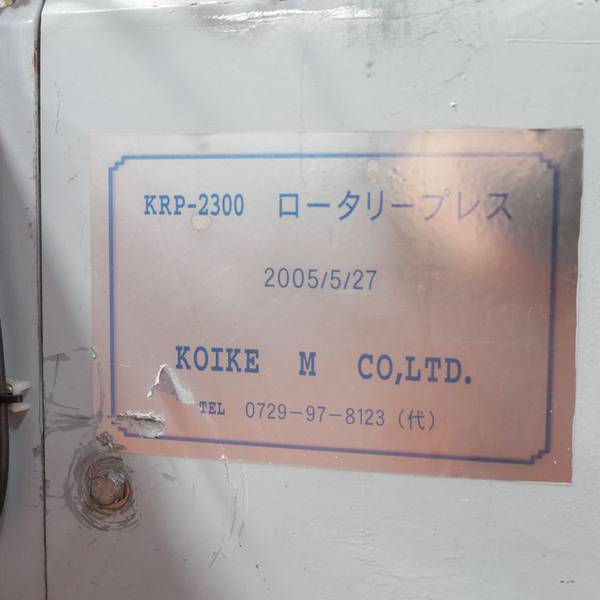 KRP-2300 ロータリープレス
2005/5/27
KOIKE M CO,LTD.
TEL 0729-97-8123 (代)